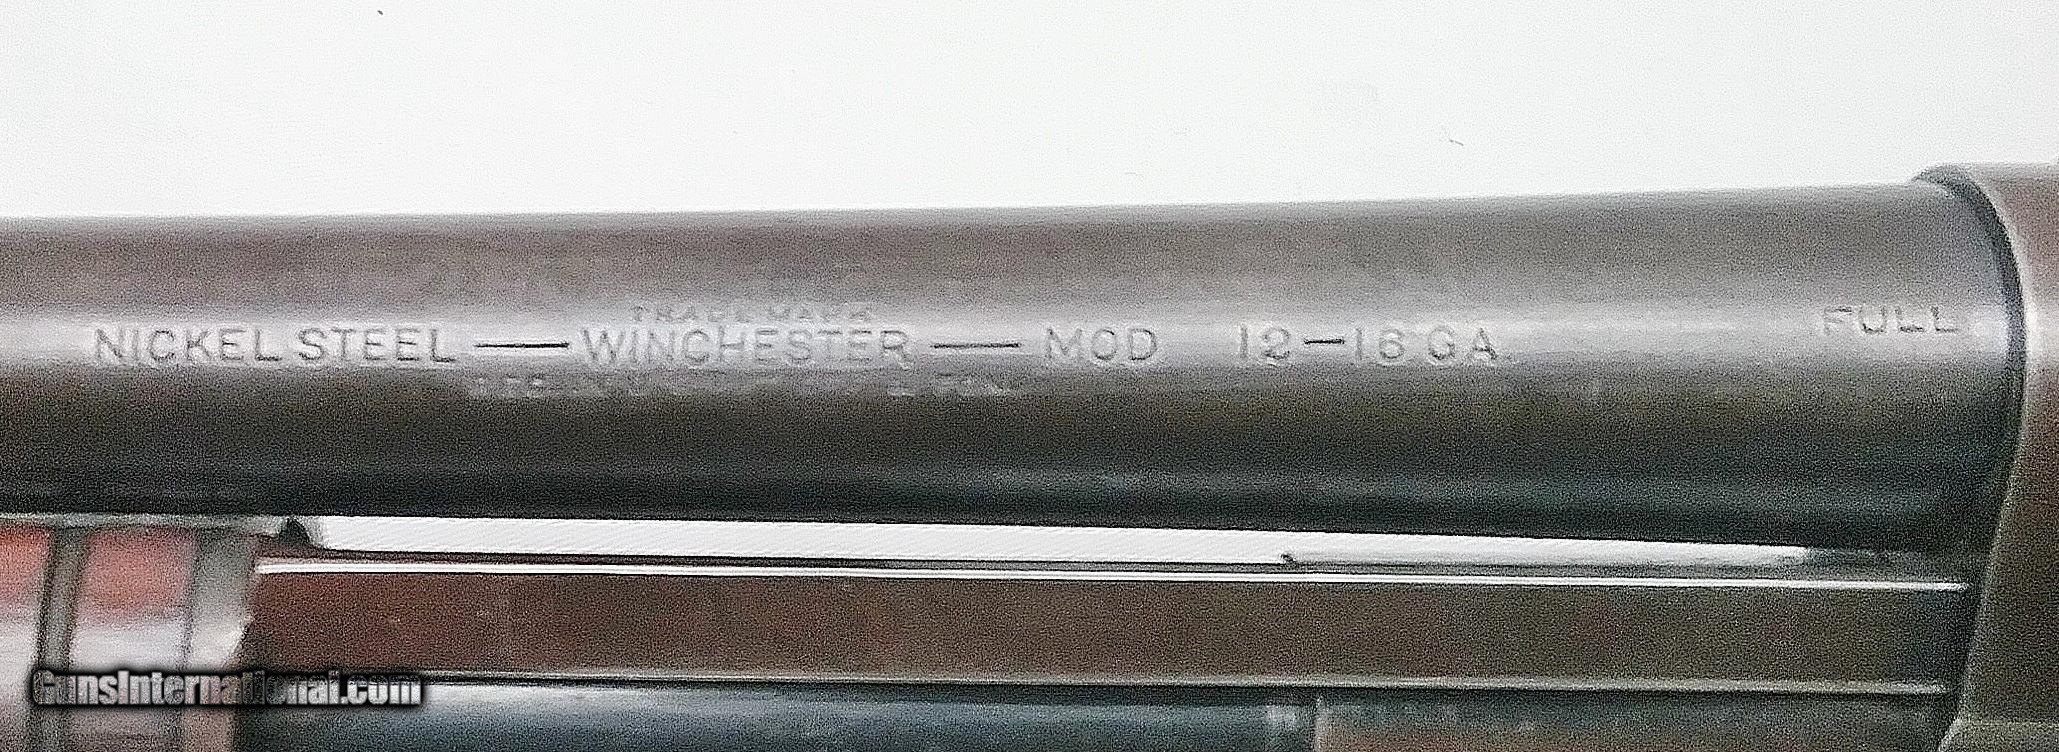 TRADE MARK
NICKEL STEEL — WINCHESTER — MOD 12 — 16 GA FULL
GunsInternational.com